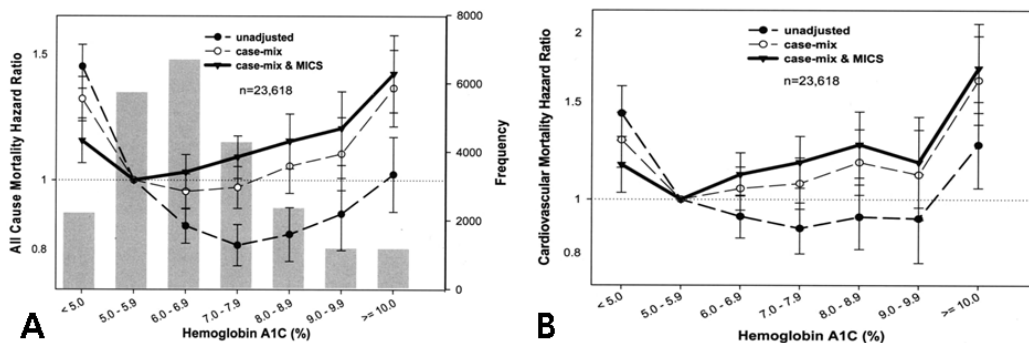 All Cause Mortality Hazard Ratio
1.5
1
0.8
unadjusted
case-mix
case-mix & MICS
n=23,618
8000
7000
6000
5000
4000
3000
2000
1000
0
Frequency
< 5.0
5.0 - 5.9
6.0 - 6.9
7.0 - 7.9
8.0 - 8.9
9.0 - 9.9
>= 10.0
Hemoglobin A1C (%)
A
Cardiovascular Mortality Hazard Ratio
2
1.5
1
0.8
unadjusted
case-mix
case-mix & MICS
n=23,618
< 5.0
5.0 - 5.9
6.0 - 6.9
7.0 - 7.9
8.0 - 8.9
9.0 - 9.9
>= 10.0
Hemoglobin A1C (%)
B